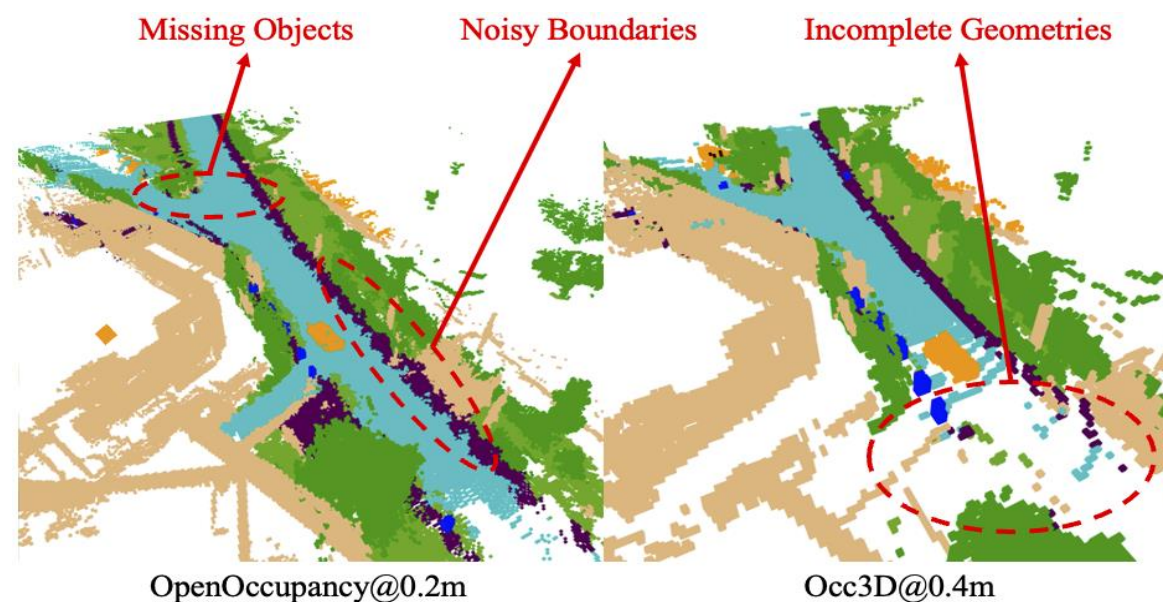 Missing Objects
Noisy Boundaries
Incomplete Geometries
OpenOccupancy@0.2m
Occ3D@0.4m